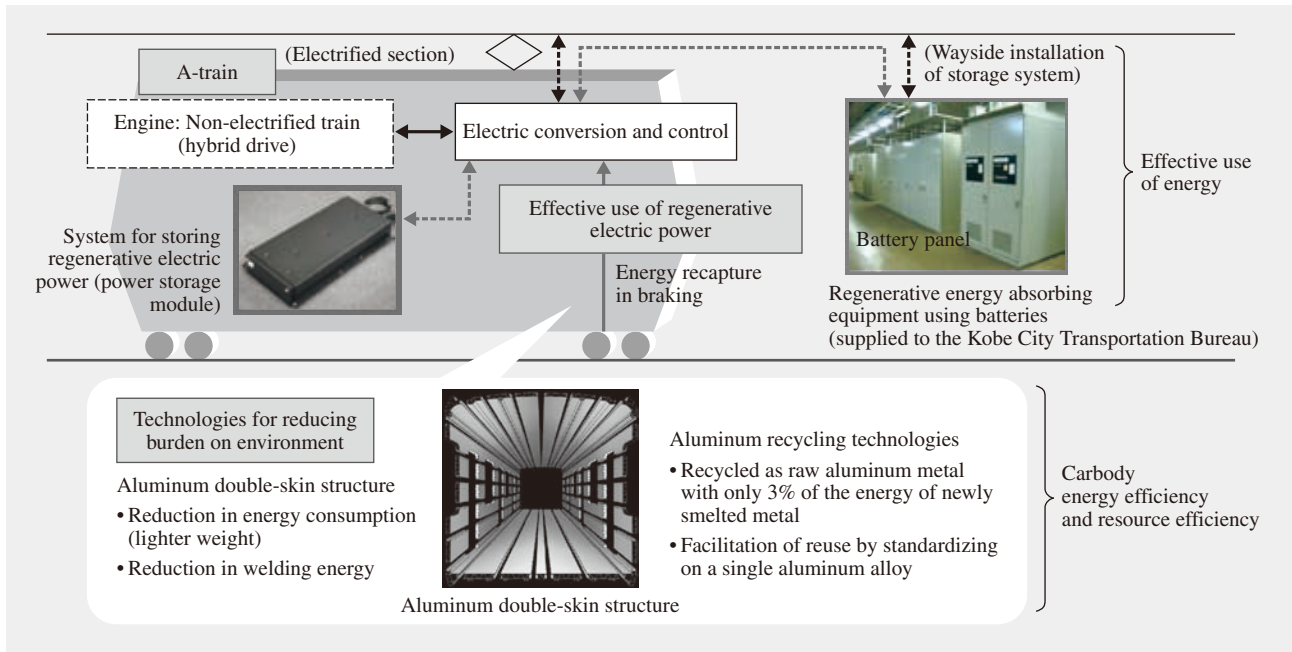 A-train
(Electrified section)
(Wayside installation
of storage system)
Engine: Non-electrified train
(hybrid drive)
Electric conversion and control
Effective use
of energy
Effective use of regenerative
electric power
System for storing
regenerative electric
power (power storage
module)
Battery panel
Energy recapture
in braking
Regenerative energy absorbing
equipment using batteries
(supplied to the Kobe City Transportation Bureau)
Technologies for reducing
burden on environment
Aluminum double-skin structure
• Reduction in energy consumption
(lighter weight)
• Reduction in welding energy
Aluminum double-skin structure
Aluminum recycling technologies
• Recycled as raw aluminum metal
with only 3% of the energy of newly
smelted metal
• Facilitation of reuse by standardizing
on a single aluminum alloy
Carbody
energy efficiency
and resource efficiency